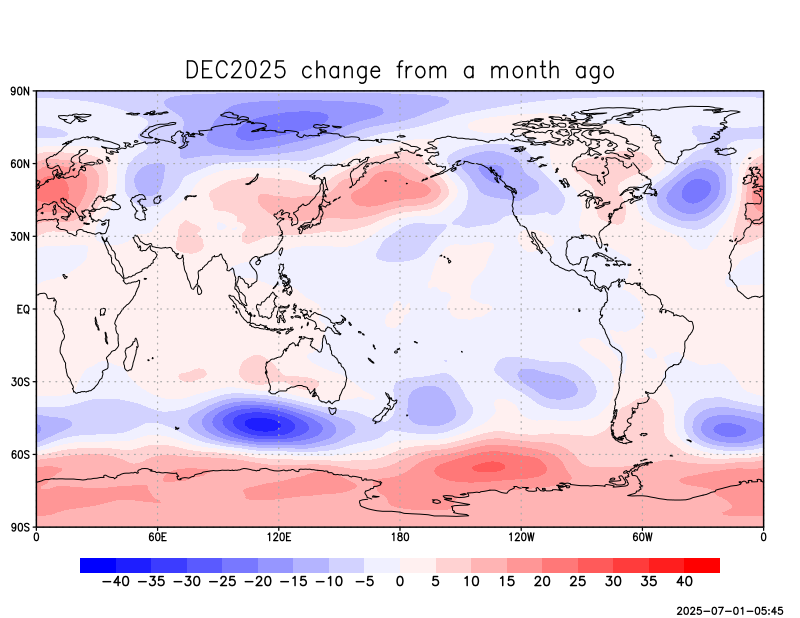 DEC2025 change from a month ago
90N
60N
30N
EQ
30S
60S
90S
0 60E 120E 180 120W 60W 0
−40 −35 −30 −25 −20 −15 −10 −5 0 5 10 15 20 25 30 35 40
2025-07-01-05:45